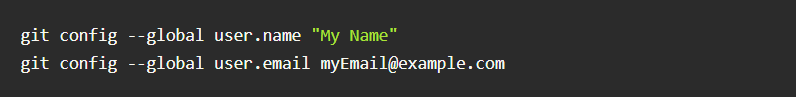 git config --global user.name "My Name"
git config --global user.email myEmail@example.com